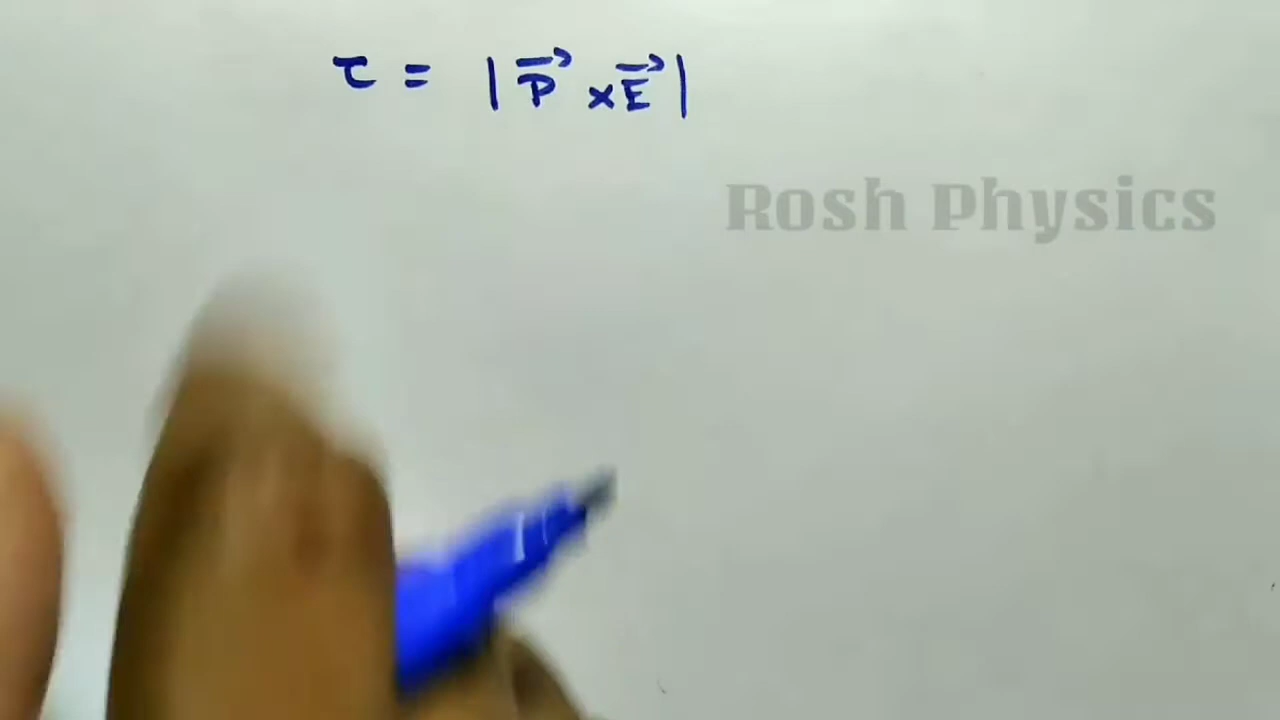 τ = |P⃗ × E⃗|
Rosh Physics